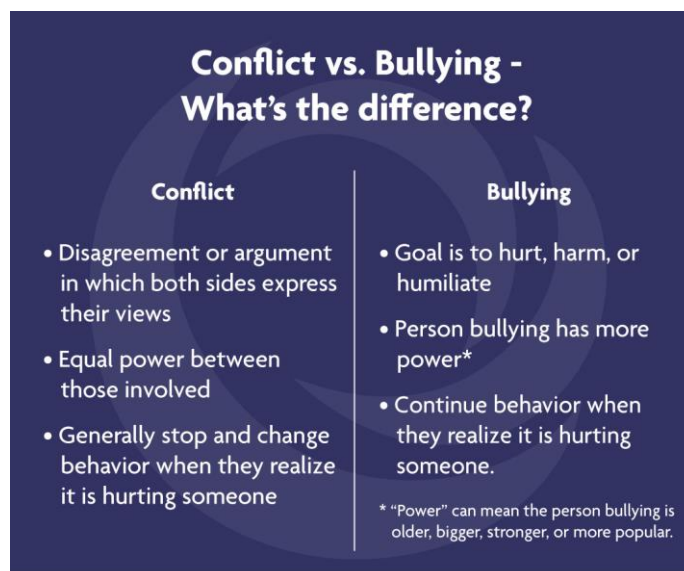 Conflict vs. Bullying -
What's the difference?
Conflict
• Disagreement or argument
in which both sides express
their views
• Equal power between
those involved
• Generally stop and change
behavior when they realize
it is hurting someone
Bullying
• Goal is to hurt, harm, or
humiliate
• Person bullying has more
power*
• Continue behavior when
they realize it is hurting
someone.
* “Power” can mean the person bullying is
older, bigger, stronger, or more popular.